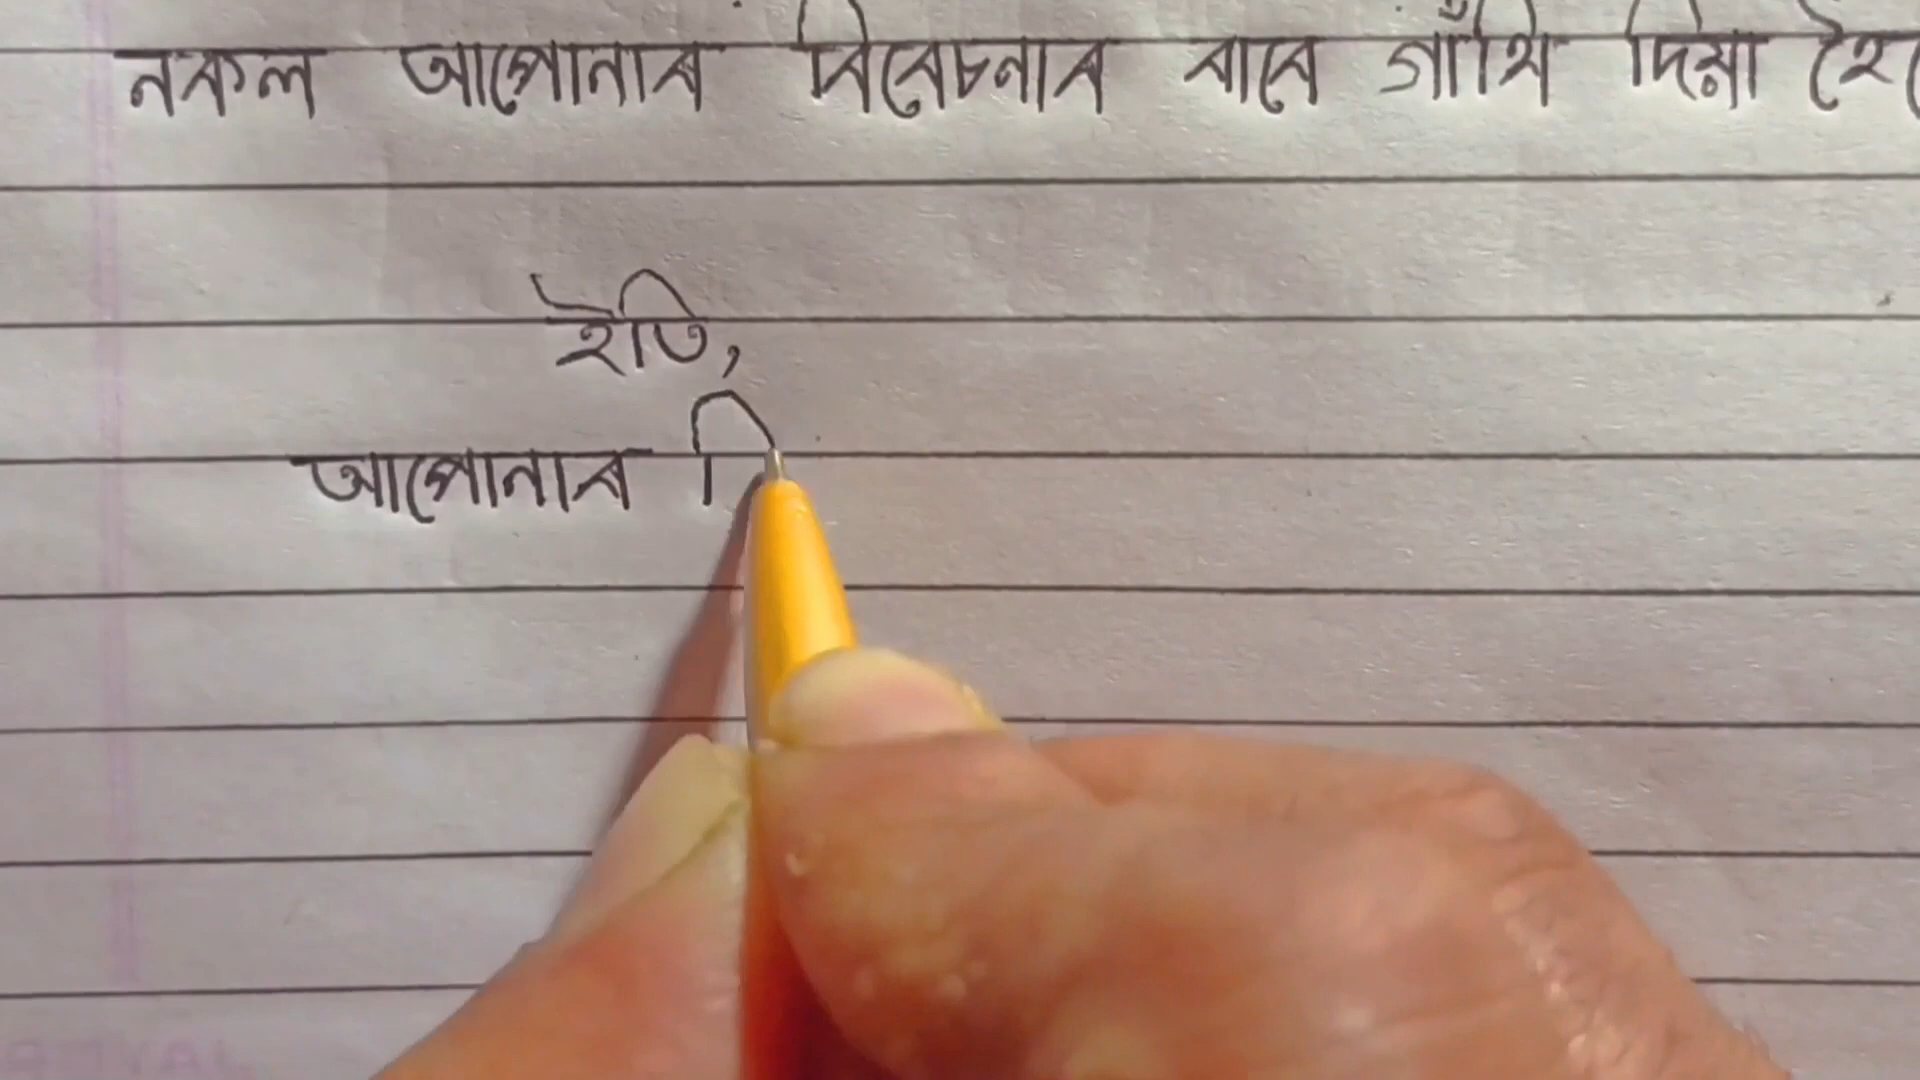 নকল আপোনাৰ বিবেচনাৰ বাবে গাঁথি দিয়া হৈছে
ইতি,
আপোনাৰ